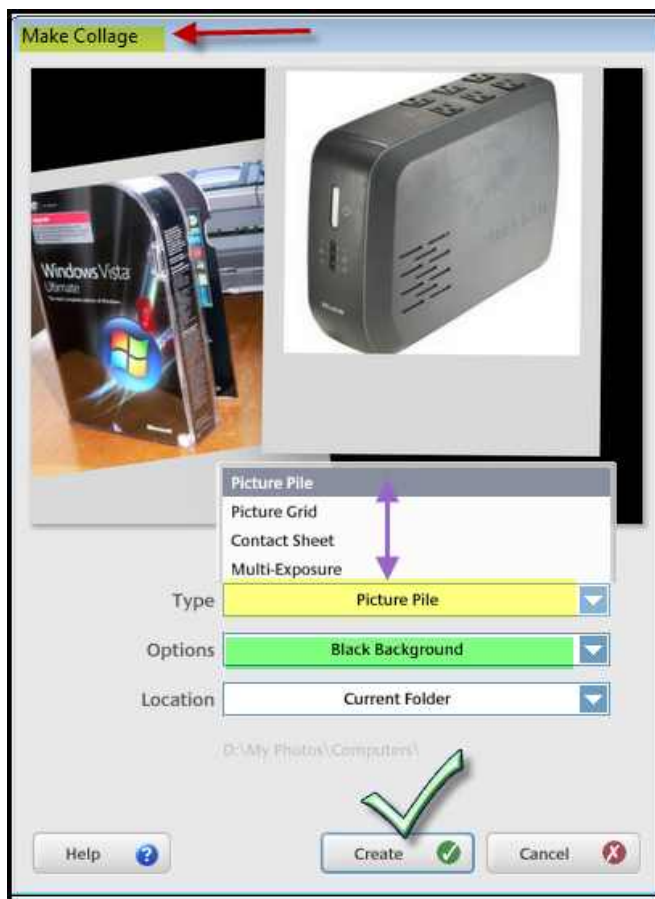 Make Collage
Windows Vista
Ultimate
Picture Pile
Picture Grid
Contact Sheet
Multi-Exposure
Type Picture Pile
Options Black Background
Location Current Folder
D:\My Photos\Computers\
Help ?
Create
Cancel